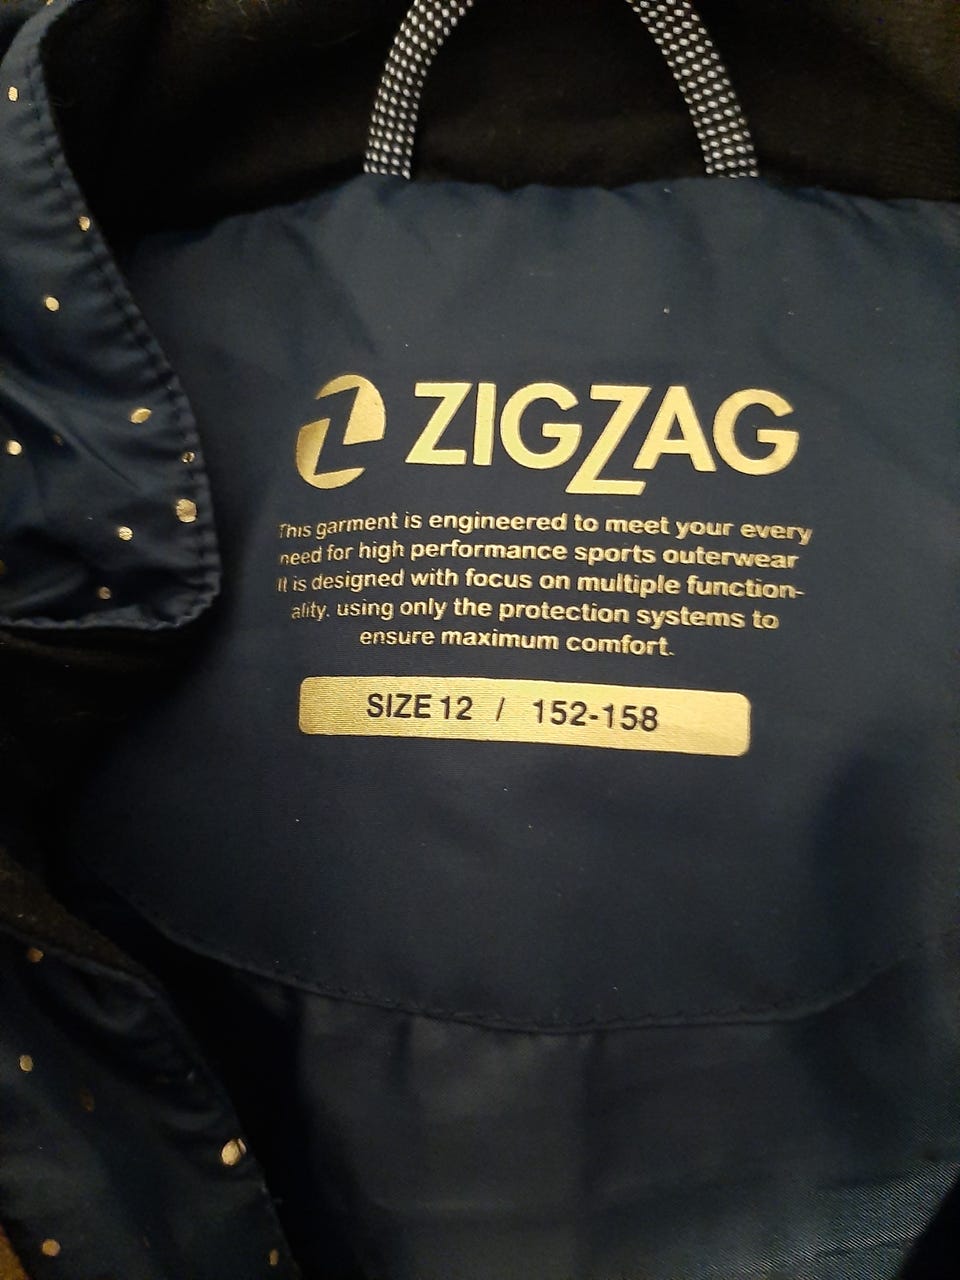 ZIGZAG
This garment is engineered to meet your every
need for high performance sports outerwear
It is designed with focus on multiple function-
ality. using only the protection systems to
ensure maximum comfort.
SIZE 12 / 152-158